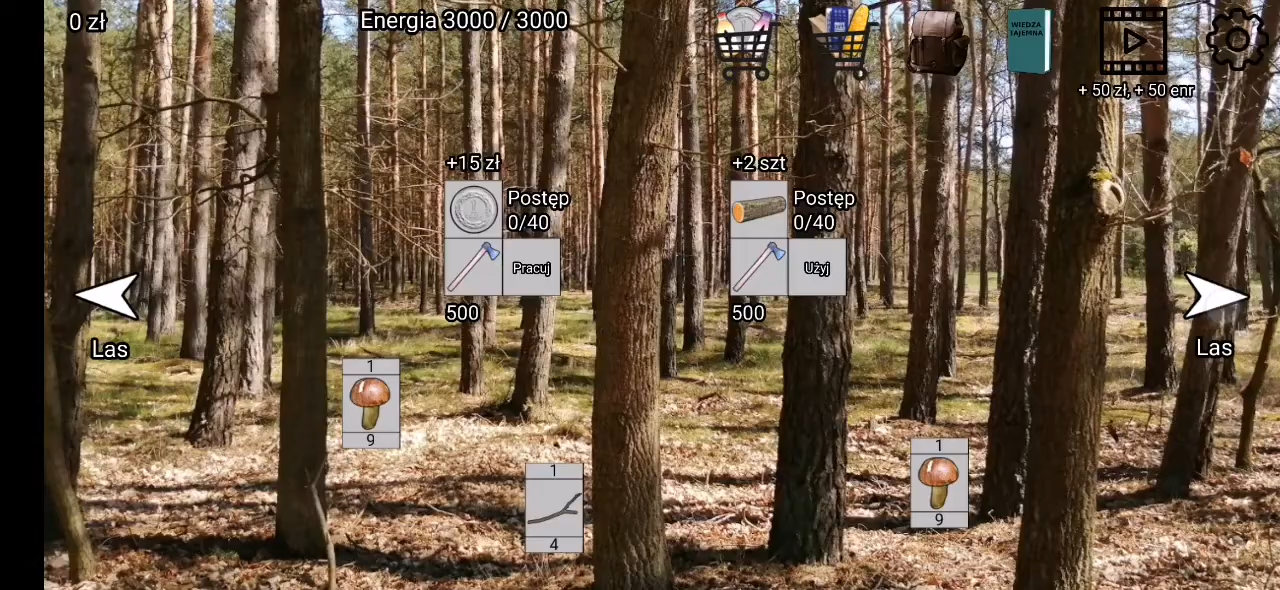 0 zł
Energia 3000 / 3000
WIEDZA
TAJEMNA
+ 50 zł, + 50 enr
+15 zł
Postęp
0/40
Pracuj
500
+2 szt
Postęp
0/40
Użyj
500
Las
Las
1
9
1
4
1
9